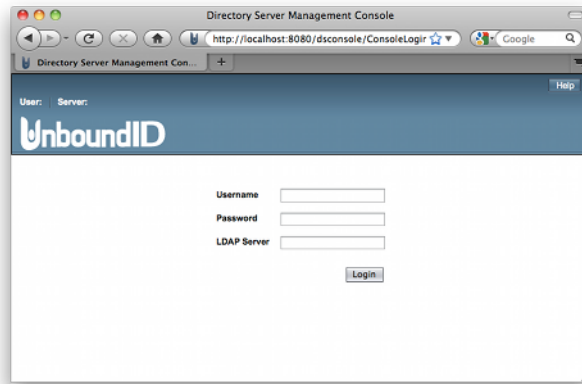 Directory Server Management Console
http://localhost:8080/dsconsole/ConsoleLogir
Google
Directory Server Management Con...
+
Help
User: Server:
UnboundID
Username
Password
LDAP Server
Login